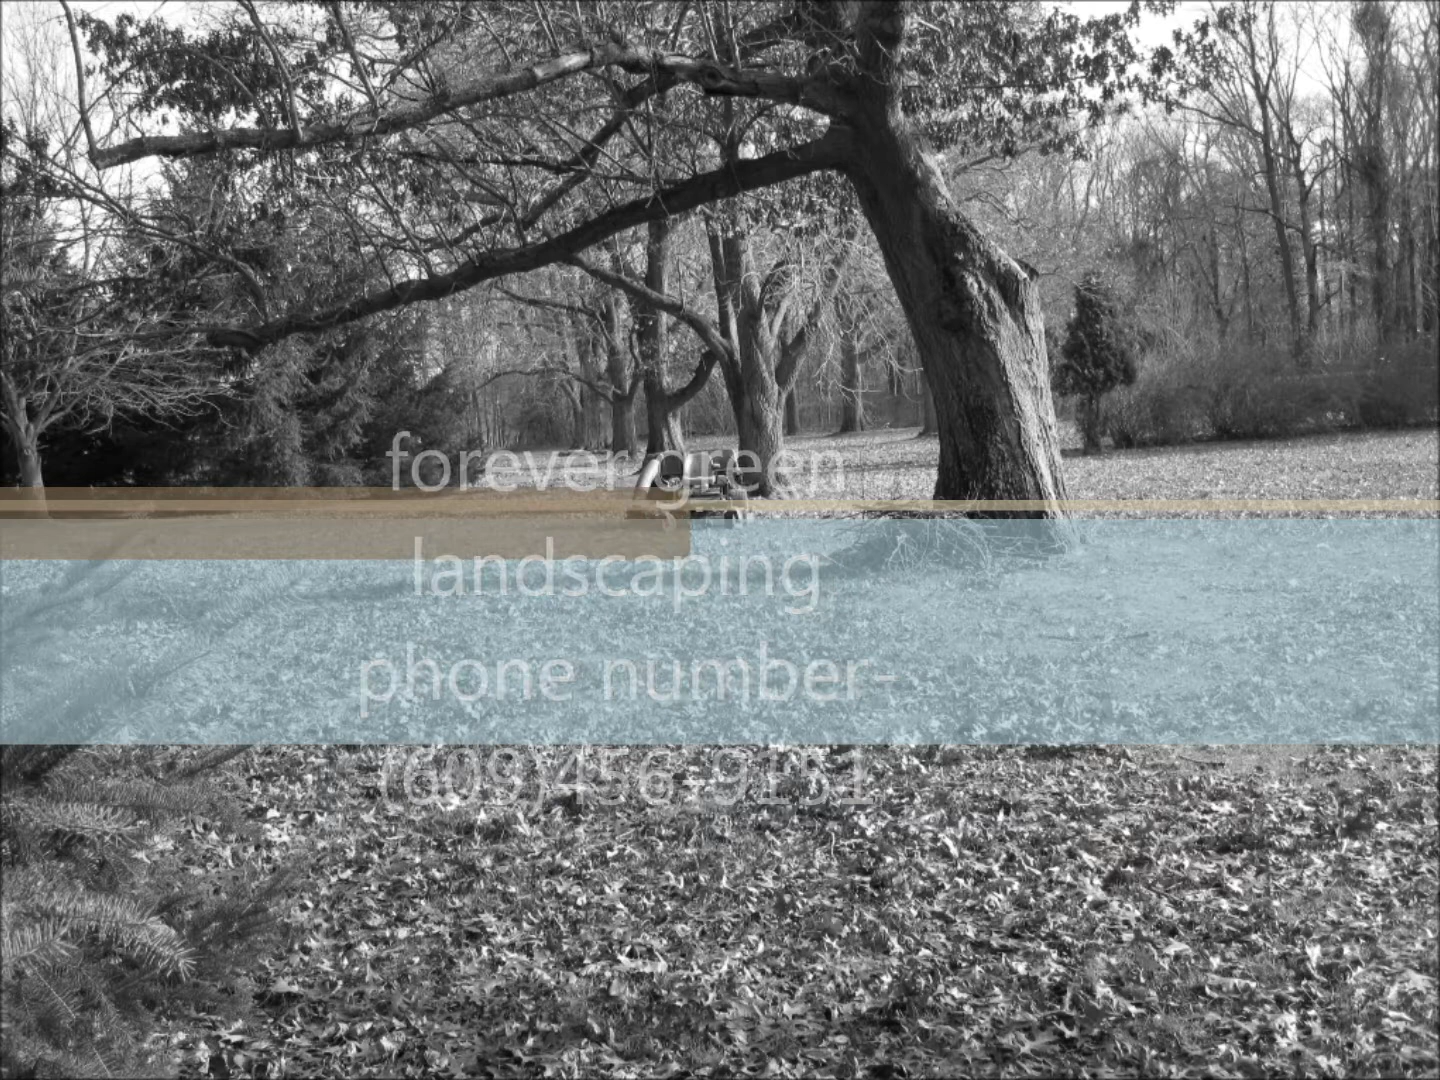 forever green
landscaping
phone number-
(609)456-9151